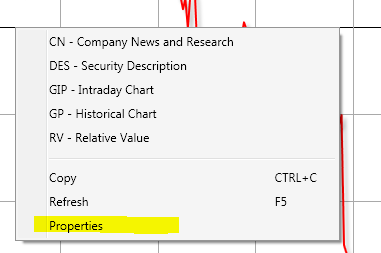 CN - Company News and Research
DES - Security Description
GIP - Intraday Chart
GP - Historical Chart
RV - Relative Value
Copy CTRL+C
Refresh F5
Properties